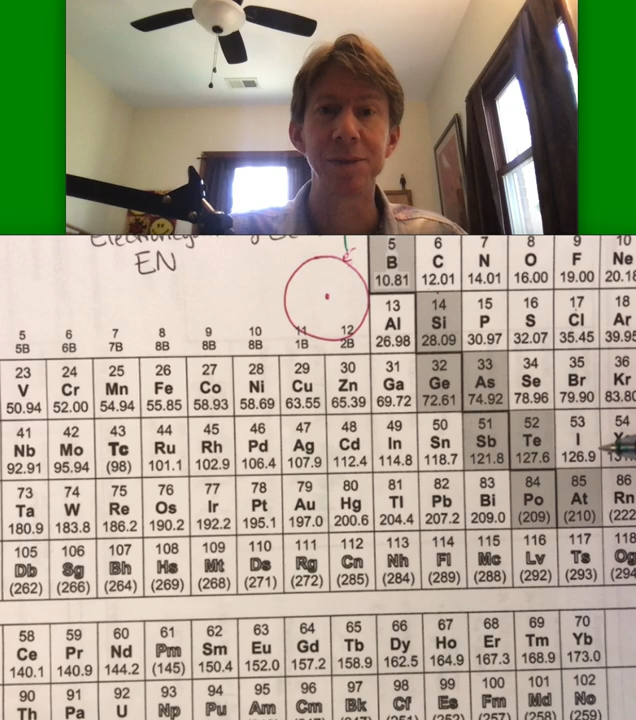 EN
e⁻
5 6 7 8 9 10
B C N O F Ne
10.81 12.01 14.01 16.00 19.00 20.18
13 14 15 16 17 18
Al Si P S Cl Ar
26.98 28.09 30.97 32.07 35.45 39.95
5 6 7 8 9 10 11 12
5B 6B 7B 8B 8B 8B 1B 2B
23 24 25 26 27 28 29 30 31 32 33 34 35 36
V Cr Mn Fe Co Ni Cu Zn Ga Ge As Se Br Kr
50.94 52.00 54.94 55.85 58.93 58.69 63.55 65.39 69.72 72.61 74.92 78.96 79.90 83.80
41 42 43 44 45 46 47 48 49 50 51 52 53 54
Nb Mo Tc Ru Rh Pd Ag Cd In Sn Sb Te I
92.91 95.94 (98) 101.1 102.9 106.4 107.9 112.4 114.8 118.7 121.8 127.6 126.9
73 74 75 76 77 78 79 80 81 82 83 84 85 86
Ta W Re Os Ir Pt Au Hg Tl Pb Bi Po At Rn
180.9 183.8 186.2 190.2 192.2 195.1 197.0 200.6 204.4 207.2 209.0 (209) (210) (222
105 106 107 108 109 110 111 112 113 114 115 116 117 118
Db Sg Bh Hs Mt Ds Rg Cn Nh Fl Mc Lv Ts Og
(262) (266) (264) (269) (268) (271) (272) (285) (284) (289) (288) (292) (293) (294
58 59 60 61 62 63 64 65 66 67 68 69 70
Ce Pr Nd Pm Sm Eu Gd Tb Dy Ho Er Tm Yb
140.1 140.9 144.2 (145) 150.4 152.0 157.2 158.9 162.5 164.9 167.3 168.9 173.0
90 91 92 93 94 95 96 97 98 99 100 101 102
Th Pa U Np Pu Am Cm Bk Cf Es Fm Md No
(251) (252) (257) (258) (259)